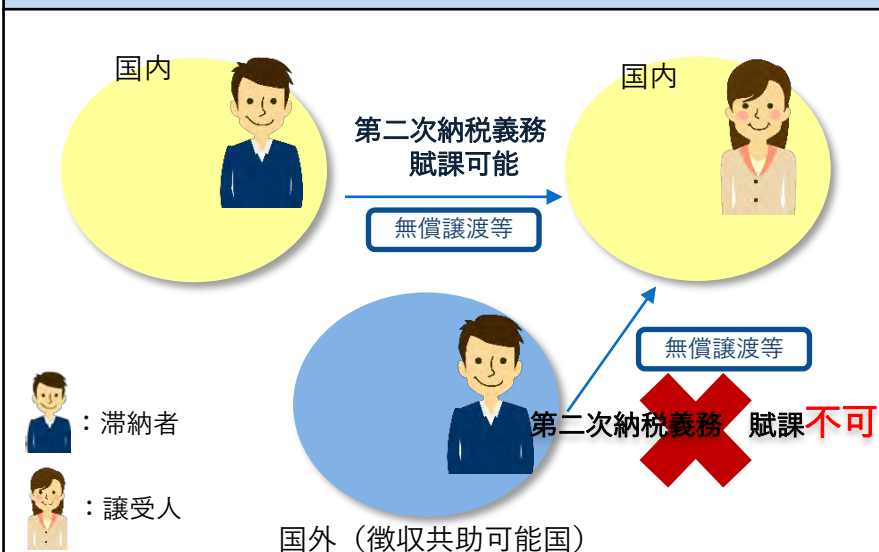 国内
国内
第二次納税義務
賦課可能
無償譲渡等
無償譲渡等
第二次納税義務　賦課不可
：滞納者
：譲受人
国外（徴収共助可能国）